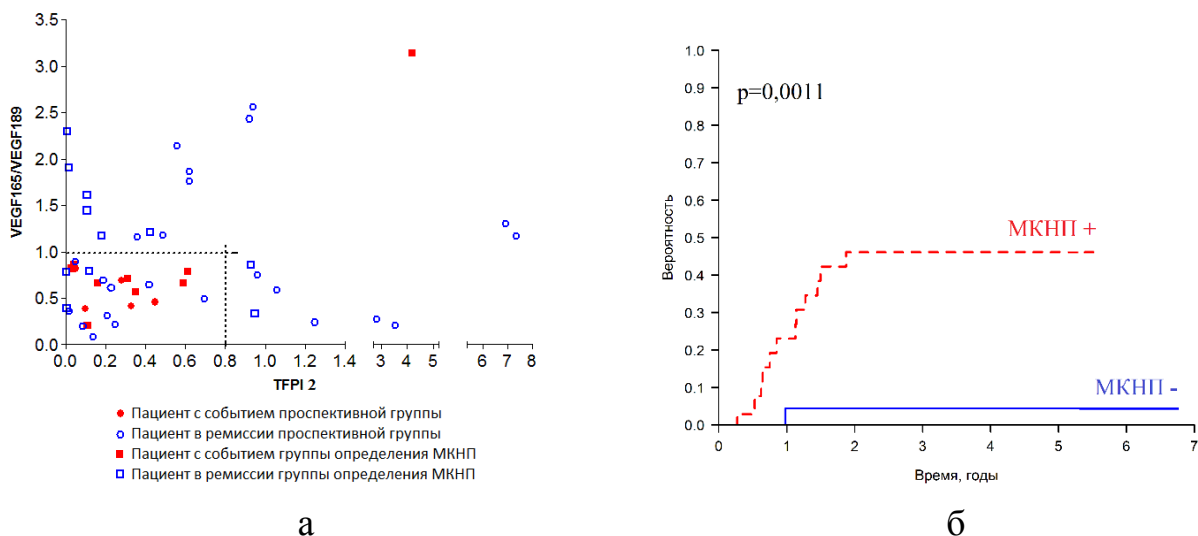 3.5
3.0
2.5
2.0
1.5
1.0
0.5
0.0
VEGF165/VEGF189
0.0 0.2 0.4 0.6 0.8 1.0 1.2 1.4 3 4 5 6 7 8
TFPI 2
Пациент с событием проспективной группы
Пациент в ремиссии проспективной группы
Пациент с событием группы определения МКНП
Пациент в ремиссии группы определения МКНП
а
1.0
0.9
0.8
0.7
0.6
0.5
0.4
0.3
0.2
0.1
0.0
Вероятность
p=0,0011
МКНП +
МКНП -
0 1 2 3 4 5 6 7
Время, годы
б